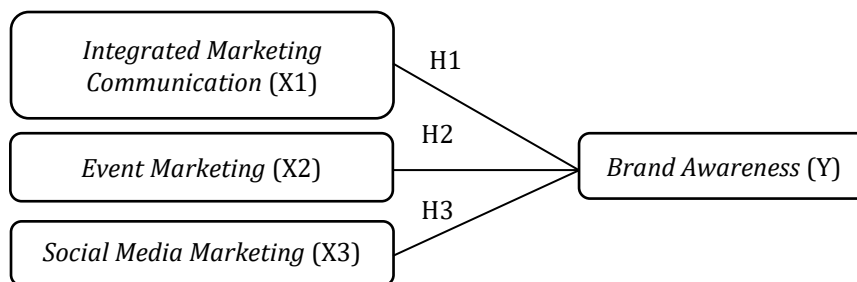 Integrated Marketing
Communication (X1)
H1
H2
Event Marketing (X2)
Brand Awareness (Y)
H3
Social Media Marketing (X3)